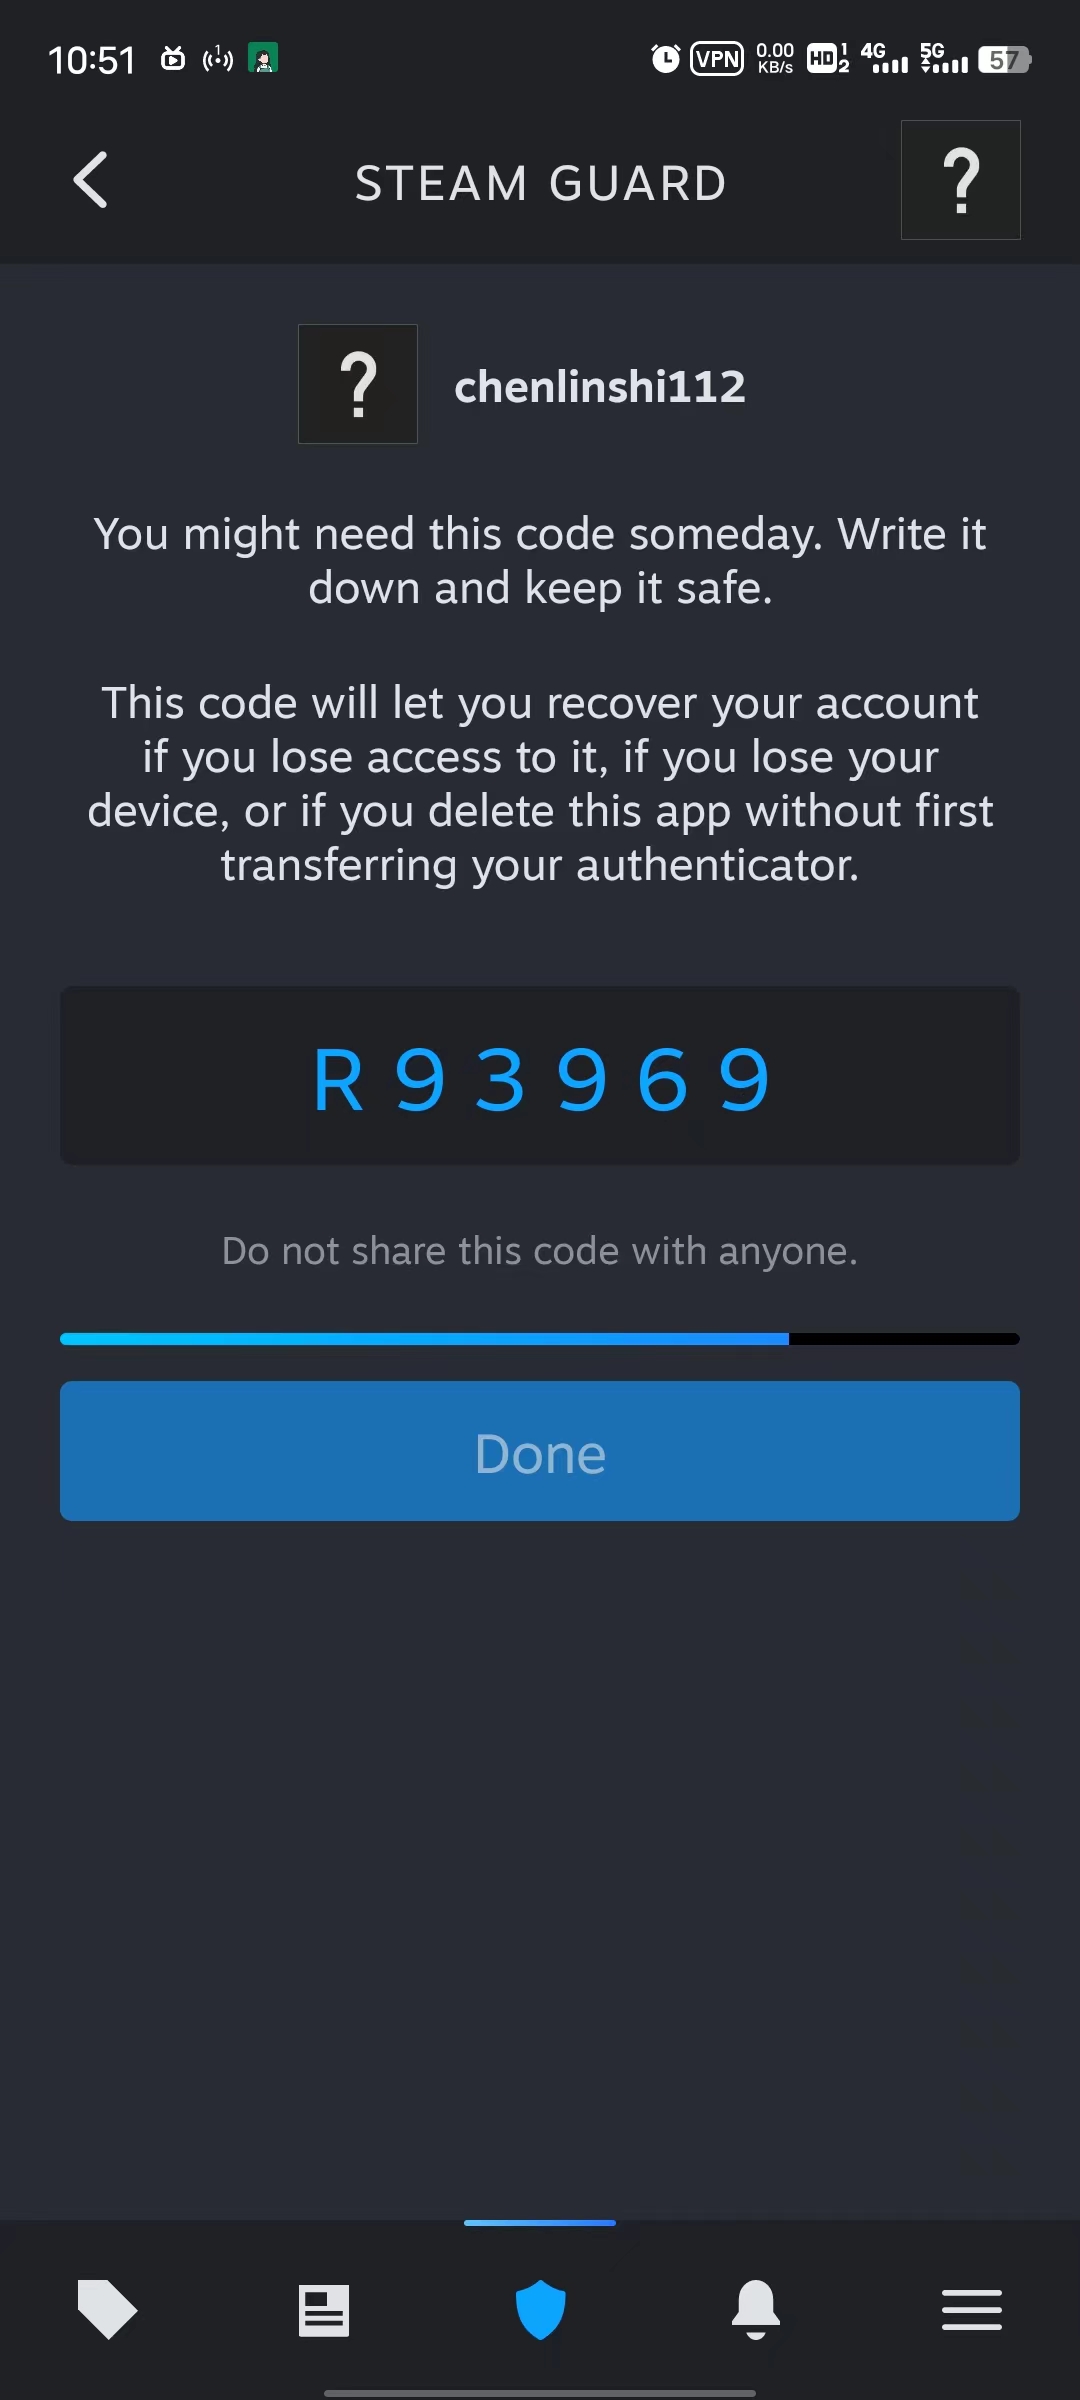 10:51
VPN 0.00 KB/s HD 1 2 4G 5G 57
STEAM GUARD
?
?
chenlinshi112
You might need this code someday. Write it
down and keep it safe.
This code will let you recover your account
if you lose access to it, if you lose your
device, or if you delete this app without first
transferring your authenticator.
R93969
Do not share this code with anyone.
Done